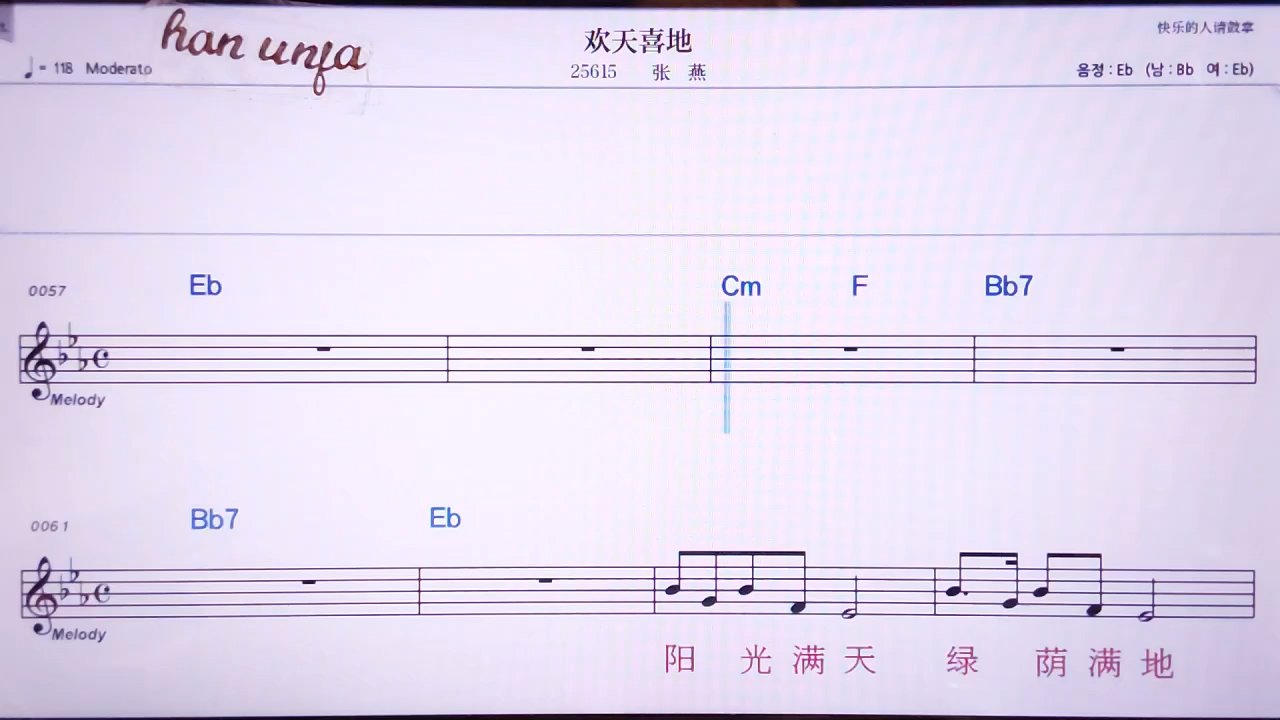 han unfa
欢天喜地
快乐的人请鼓掌
♩= 118 Moderato
25615 张 燕
음정 : Eb (남 : Bb 여 : Eb)
0057 Eb Cm F Bb7
Melody
0061 Bb7 Eb
Melody
阳 光 满 天 绿 荫 满 地